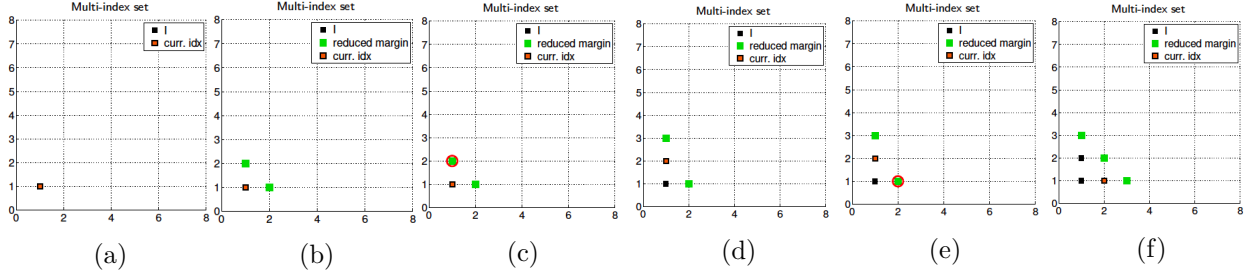 Multi-index set
I
curr. idx
8
7
6
5
4
3
2
1
0
0 2 4 6 8
(a)
Multi-index set
I
reduced margin
curr. idx
8
7
6
5
4
3
2
1
0
0 2 4 6 8
(b)
Multi-index set
I
reduced margin
curr. idx
8
7
6
5
4
3
2
1
0
0 2 4 6 8
(c)
Multi-index set
I
reduced margin
curr. idx
8
7
6
5
4
3
2
1
0
0 2 4 6 8
(d)
Multi-index set
I
reduced margin
curr. idx
8
7
6
5
4
3
2
1
0
0 2 4 6 8
(e)
Multi-index set
I
reduced margin
curr. idx
8
7
6
5
4
3
2
1
0
0 2 4 6 8
(f)